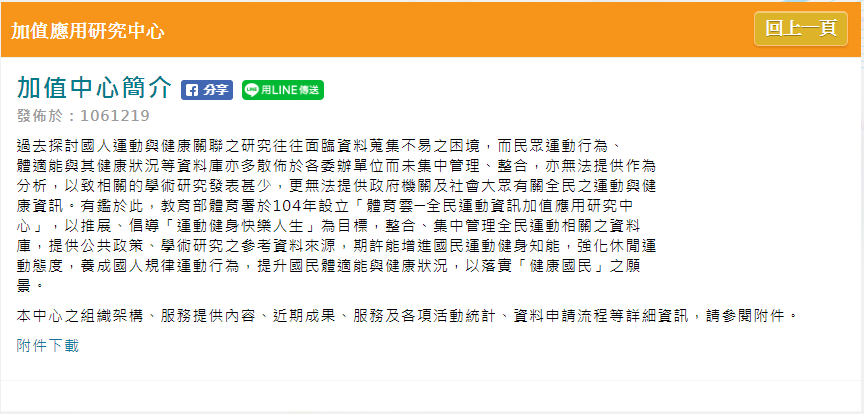 加值應用研究中心
回上一頁
加值中心簡介 分享 用LINE傳送
發佈於：1061219
過去探討國人運動與健康關聯之研究往往面臨資料蒐集不易之困境，而民眾運動行為、
體適能與其健康狀況等資料庫亦多散佈於各委辦單位而未集中管理、整合，亦無法提供作為
分析，以致相關的學術研究發表甚少，更無法提供政府機關及社會大眾有關全民之運動與健
康資訊。有鑑於此，教育部體育署於104年設立「體育雲—全民運動資訊加值應用研究中
心」，以推展、倡導「運動健身快樂人生」為目標，整合、集中管理全民運動相關之資料
庫，提供公共政策、學術研究之參考資料來源，期許能增進國民運動健身知能，強化休閒運
動態度，養成國人規律運動行為，提升國民體適能與健康狀況，以落實「健康國民」之願
景。
本中心之組織架構、服務提供內容、近期成果、服務及各項活動統計、資料申請流程等詳細資訊，請參閱附件。
附件下載